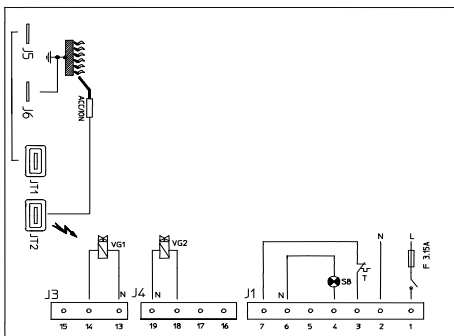 J5
J6
ACC/ION
JT1
JT2
VG1
VG2
SB
T
N
L
F 3.15A
J3
N
J4
N
J1
N
15 14 13
19 18 17 16
7 6 5 4 3 2 1